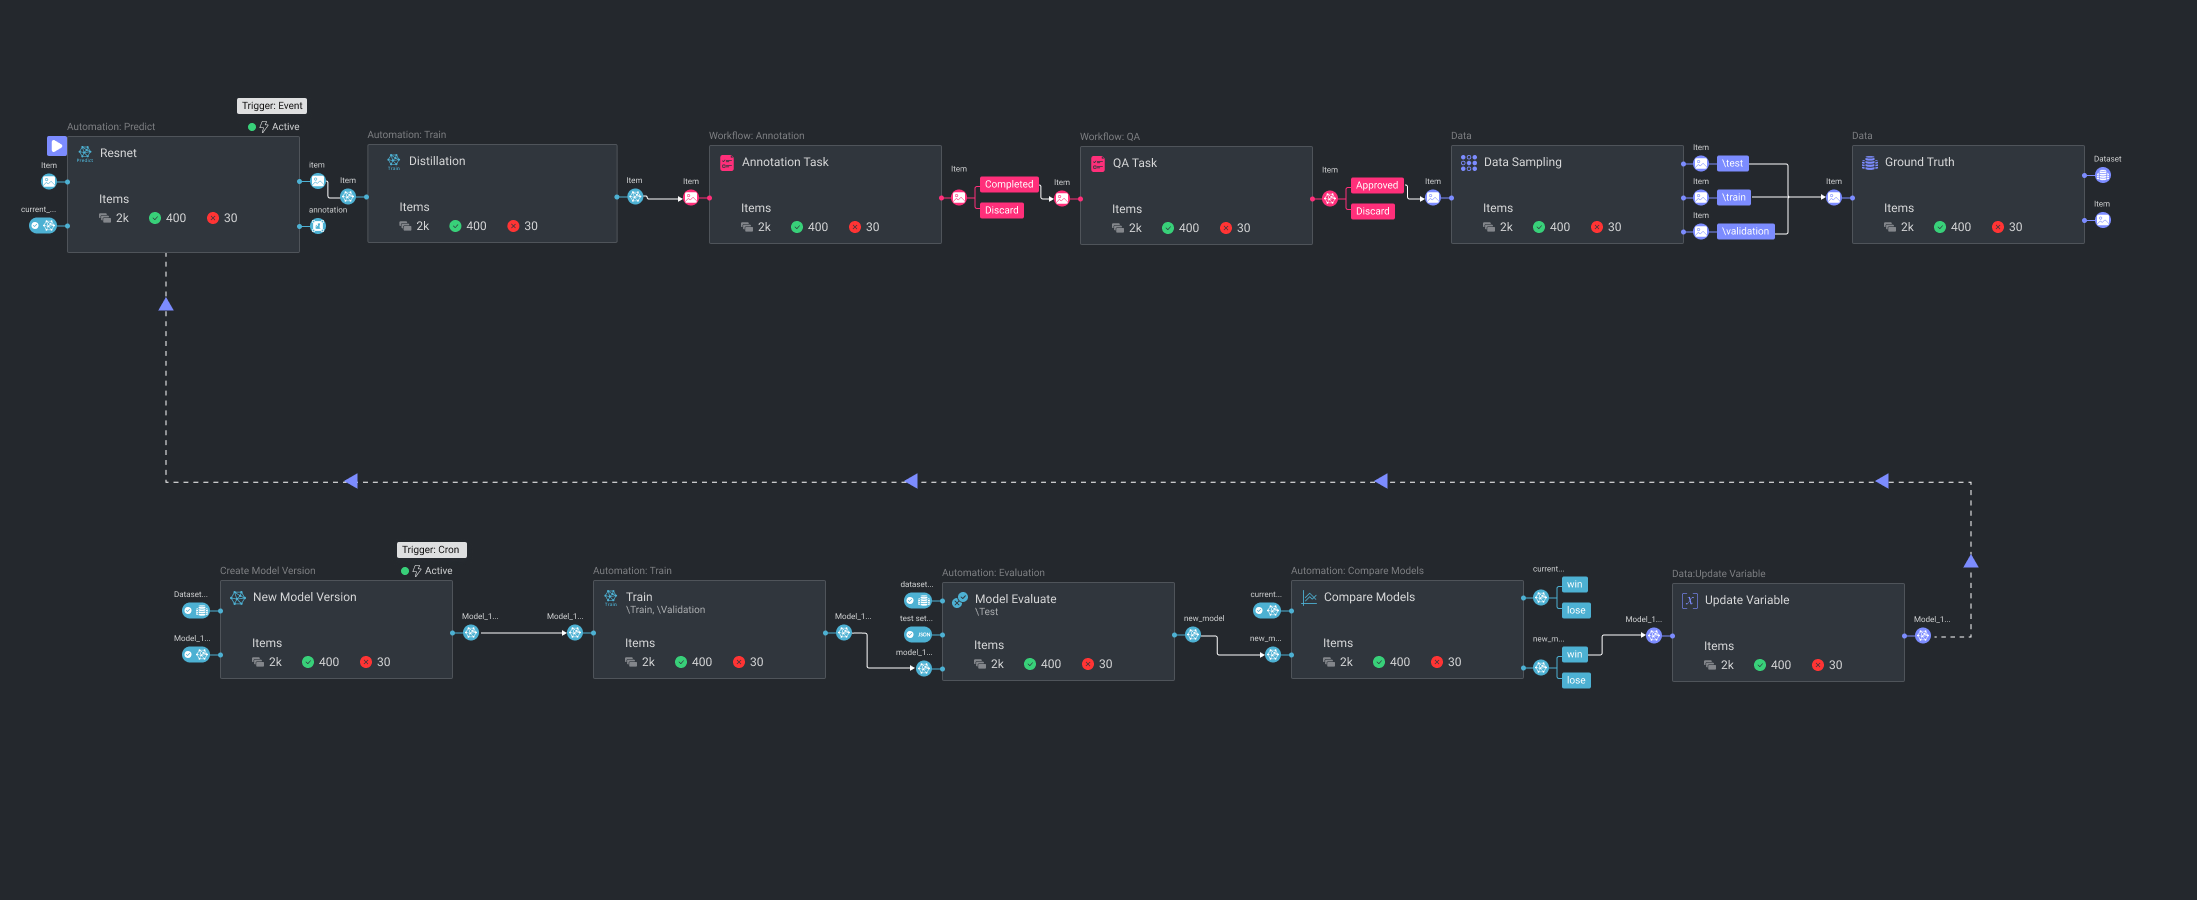 Trigger: Event
Automation: Predict
Active
Resnet
Predict
Item
current_...
Items
2k
400
30
item
annotation
Automation: Train
Item
Distillation
Train
Items
2k
400
30
Item
Workflow: Annotation
Item
Annotation Task
Items
2k
400
30
Item
Completed
Discard
Workflow: QA
Item
QA Task
Items
2k
400
30
Item
Approved
Discard
Data
Item
Data Sampling
Items
2k
400
30
Item
\test
Item
\train
Item
\validation
Data
Item
Ground Truth
Items
2k
400
30
Dataset
Item
Trigger: Cron
Create Model Version
Active
Dataset...
Model_1...
New Model Version
Items
2k
400
30
Model_1...
Automation: Train
Model_1...
Train
Train
\Train, \Validation
Items
2k
400
30
Model_1...
Automation: Evaluation
dataset...
test set...
JSON
model_1...
Model Evaluate
\Test
Items
2k
400
30
new_model
Automation: Compare Models
current...
new_m...
Compare Models
Items
2k
400
30
current...
win
lose
new_m...
win
lose
Data:Update Variable
Model_1...
Update Variable
Items
2k
400
30
Model_1...